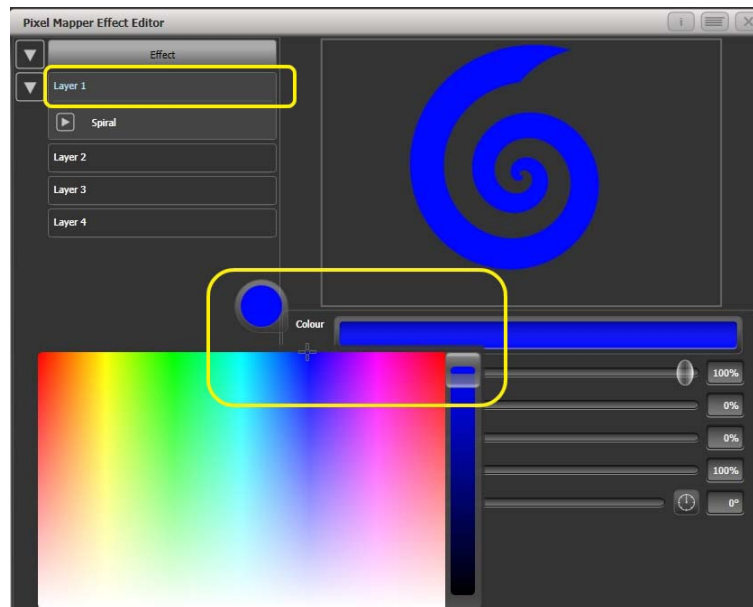 Pixel Mapper Effect Editor
Effect
Layer 1
Spiral
Layer 2
Layer 3
Layer 4
Colour
100%
0%
0%
100%
0°